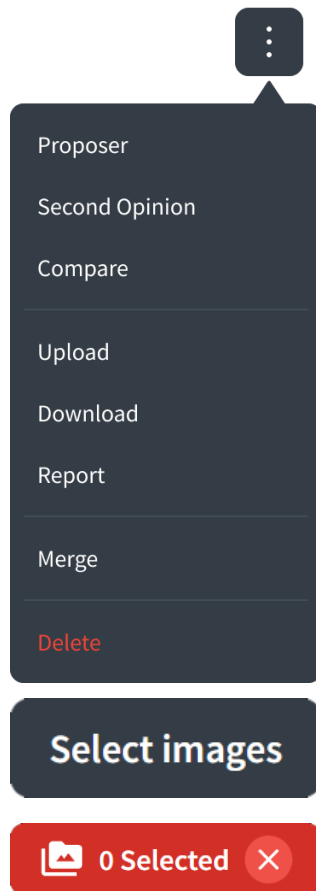 Proposer
Second Opinion
Compare
Upload
Download
Report
Merge
Delete
Select images
0 Selected